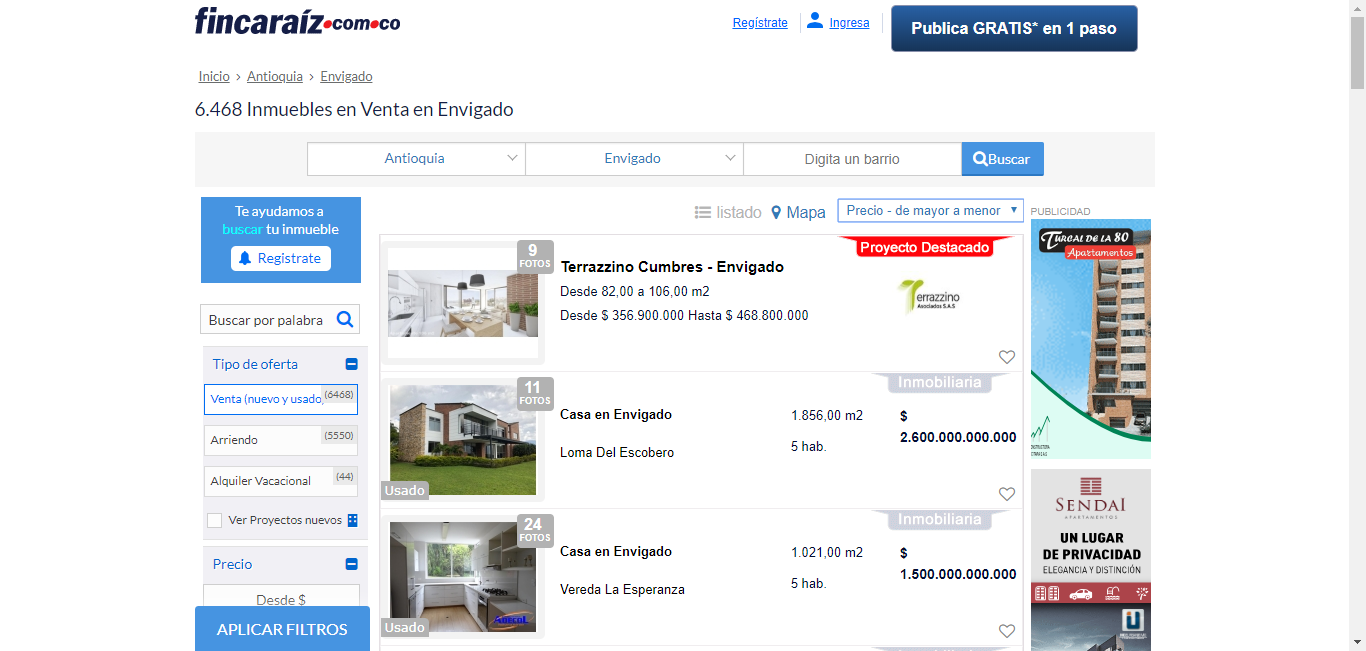 fincaraíz.com.co
Regístrate
Ingresa
Publica GRATIS* en 1 paso
Inicio > Antioquia > Envigado
6.468 Inmuebles en Venta en Envigado
Antioquia
Envigado
Digita un barrio
Buscar
Te ayudamos a
buscar tu inmueble
Registrate
Buscar por palabra
Tipo de oferta
Venta (nuevo y usado) (6468)
Arriendo (5550)
Alquiler Vacacional (44)
Ver Proyectos nuevos
Precio
Desde $
APLICAR FILTROS
listado
Mapa
Precio - de mayor a menor
9
FOTOS
Terrazzino Cumbres - Envigado
Desde 82,00 a 106,00 m2
Desde $ 356.900.000 Hasta $ 468.800.000
Proyecto Destacado
Terrazzino
Asociados S.A.S
11
FOTOS
Usado
Casa en Envigado
Loma Del Escobero
1.856,00 m2
5 hab.
Inmobiliaria
$
2.600.000.000.000
24
FOTOS
Usado
Casa en Envigado
Vereda La Esperanza
1.021,00 m2
5 hab.
Inmobiliaria
$
1.500.000.000.000
Inmobiliaria
PUBLICIDAD
TURGAL DE LA 80
Apartamentos
SENDAI
APARTAMENTOS
UN LUGAR
DE PRIVACIDAD
ELEGANCIA Y DISTINCIÓN